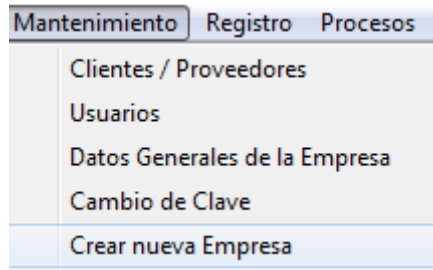 Mantenimiento Registro Procesos
Clientes / Proveedores
Usuarios
Datos Generales de la Empresa
Cambio de Clave
Crear nueva Empresa